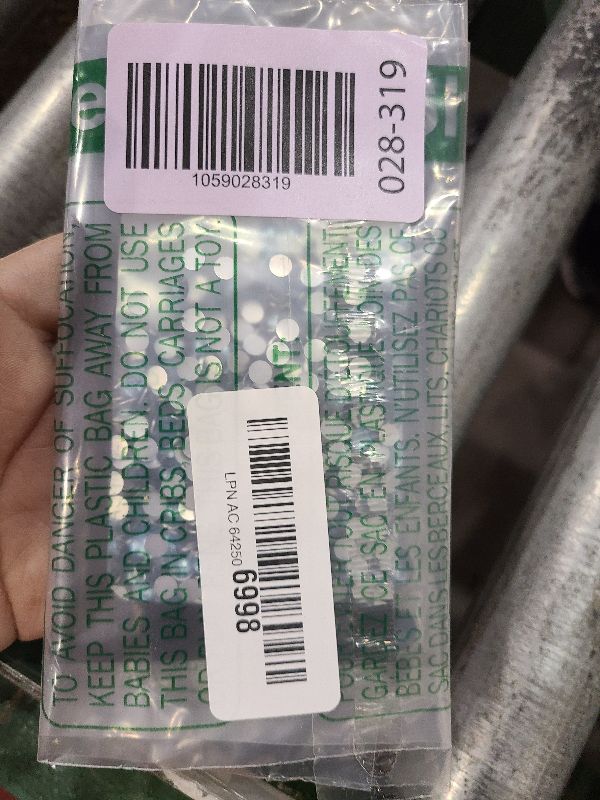 1059028319
028-319
TO AVOID DANGER OF SUFFOCATION,
KEEP THIS PLASTIC BAG AWAY FROM
BABIES AND CHILDREN. DO NOT USE
THIS BAG IN CRIBS, BEDS, CARRIAGES
IS NOT A TOY.
LPN AC 64250 6998
GARDEZ CE SAC EN PLASTIQUE LOIN DES
BEBES ET LES ENFANTS. N'UTILISEZ PAS CE
SAC DANS LES BERCEAUX, LITS, CHARIOTS OU